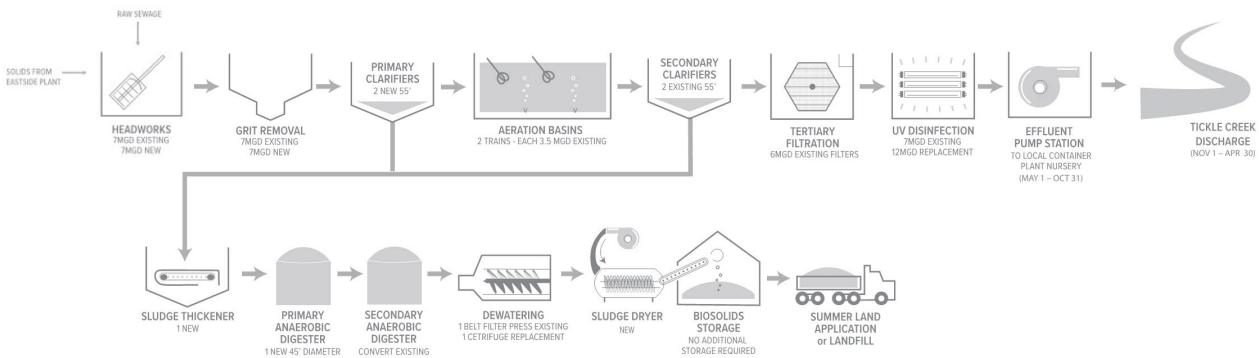 RAW SEWAGE
SOLIDS FROM
EASTSIDE PLANT
HEADWORKS
7MGD EXISTING
7MGD NEW
GRIT REMOVAL
7MGD EXISTING
7MGD NEW
PRIMARY
CLARIFIERS
2 NEW 55'
AERATION BASINS
2 TRAINS - EACH 3.5 MGD EXISTING
SECONDARY
CLARIFIERS
2 EXISTING 55'
TERTIARY
FILTRATION
6MGD EXISTING FILTERS
UV DISINFECTION
7MGD EXISTING
12MGD REPLACEMENT
EFFLUENT
PUMP STATION
TO LOCAL CONTAINER
PLANT NURSERY
(MAY 1 – OCT 31)
TICKLE CREEK
DISCHARGE
(NOV 1 – APR 30)
SLUDGE THICKENER
1 NEW
PRIMARY
ANAEROBIC
DIGESTER
1 NEW 45' DIAMETER
SECONDARY
ANAEROBIC
DIGESTER
CONVERT EXISTING
DEWATERING
1 BELT FILTER PRESS EXISTING
1 CETRIFUGE REPLACEMENT
SLUDGE DRYER
NEW
BIOSOLIDS
STORAGE
NO ADDITIONAL
STORAGE REQUIRED
SUMMER LAND
APPLICATION
or LANDFILL